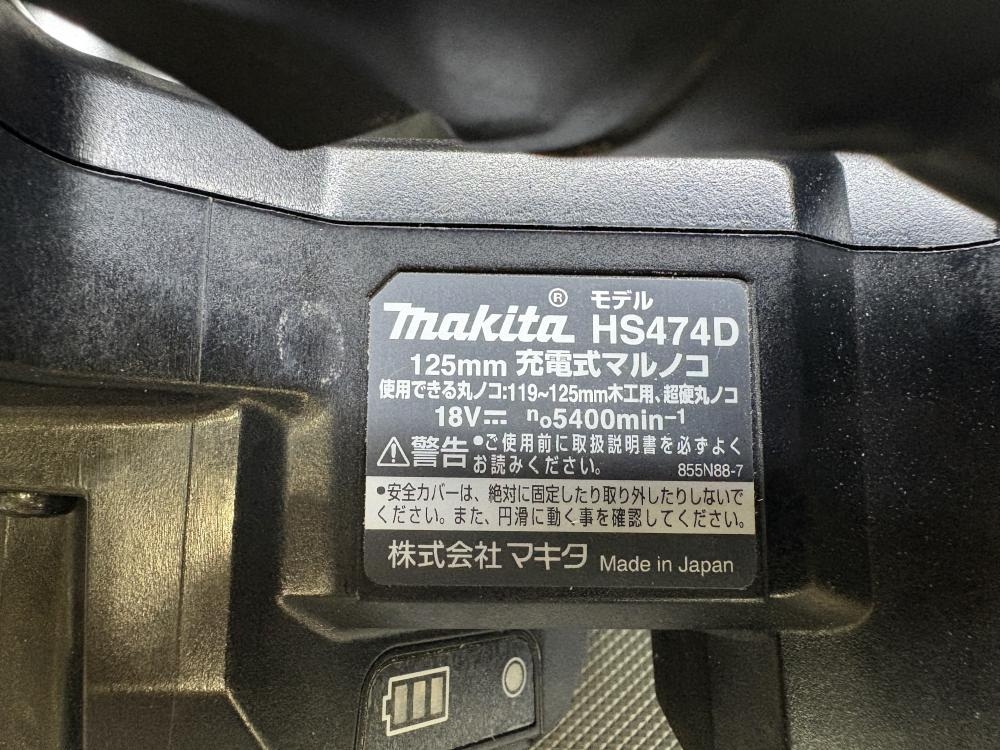 makita® モデル
HS474D
125mm 充電式マルノコ
使用できる丸ノコ:119~125mm木工用、超硬丸ノコ
18V⎓ n₀5400min⁻¹
⚠警告 •ご使用前に取扱説明書を必ずよく
お読みください。 855N88-7
•安全カバーは、絶対に固定したり取り外したりしないで
ください。また、円滑に動く事を確認してください。
株式会社マキタ Made in Japan